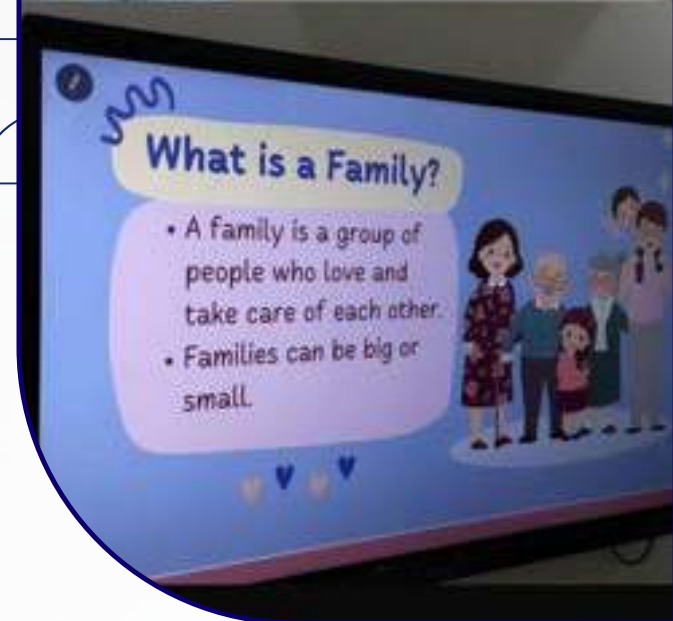 What is a Family?
• A family is a group of
people who love and
take care of each other.
• Families can be big or
small.